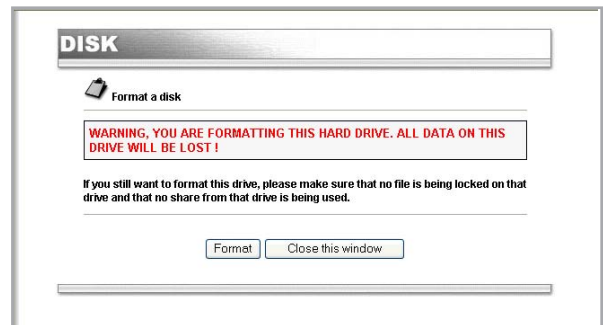 DISK
Format a disk
WARNING, YOU ARE FORMATTING THIS HARD DRIVE. ALL DATA ON THIS
DRIVE WILL BE LOST !
If you still want to format this drive, please make sure that no file is being locked on that
drive and that no share from that drive is being used.
Format Close this window